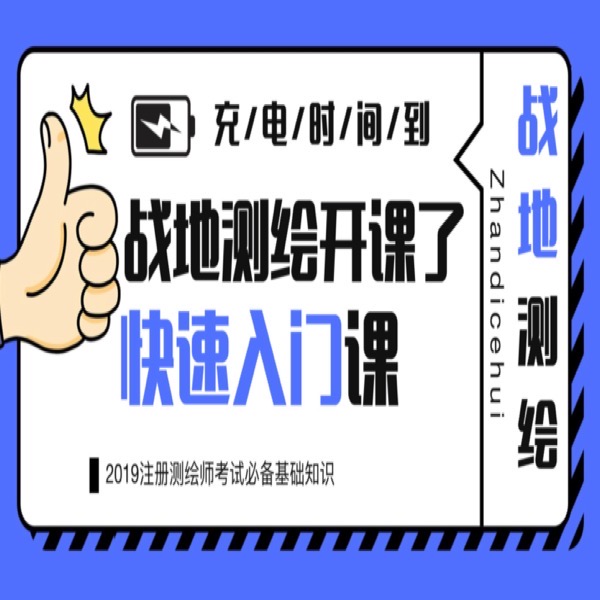 充/电/时/间/到
战地测绘开课了
快速入门课
2019注册测绘师考试必备基础知识
战地测绘
Zhandicehui